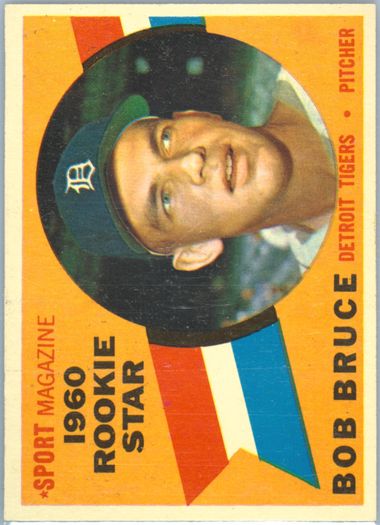 *SPORT MAGAZINE
1960
ROOKIE
STAR
D
BOB BRUCE
DETROIT TIGERS • PITCHER